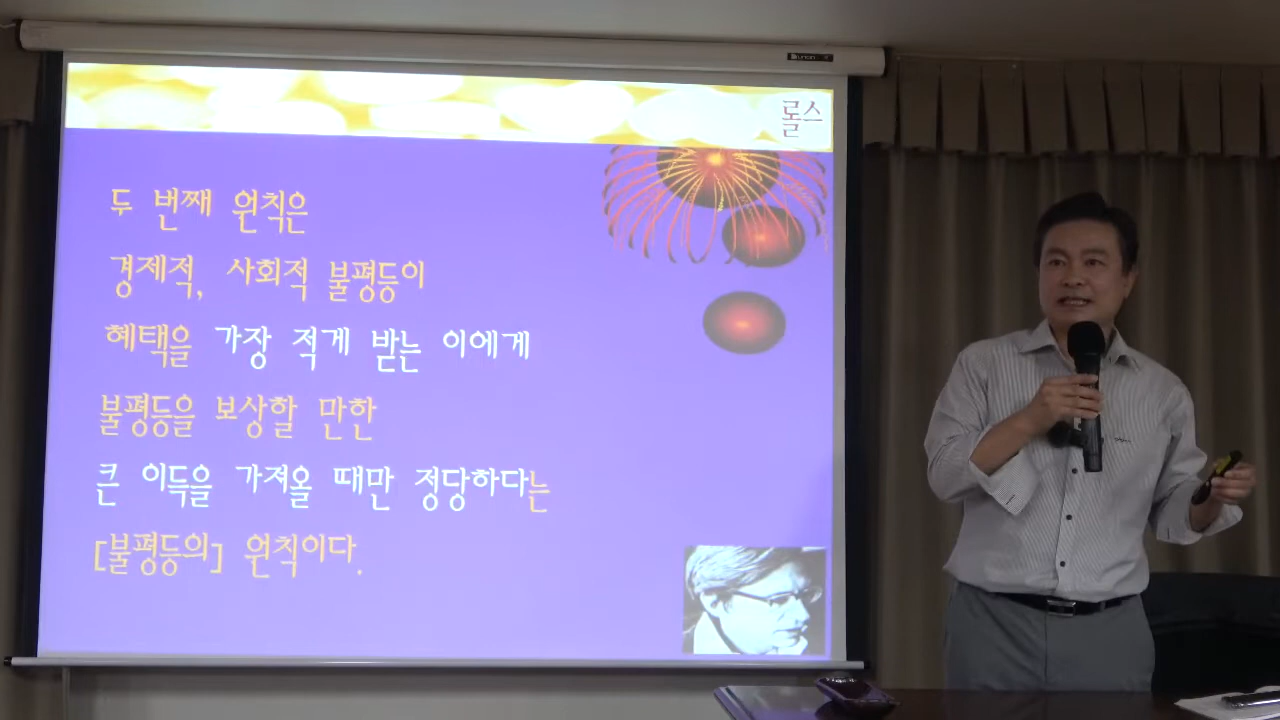 롤스
두 번째 원칙은
경제적, 사회적 불평등이
혜택을 가장 적게 받는 이에게
불평등을 보상할 만한
큰 이득을 가져올 때만 정당하다는
[불평등의] 원칙이다.